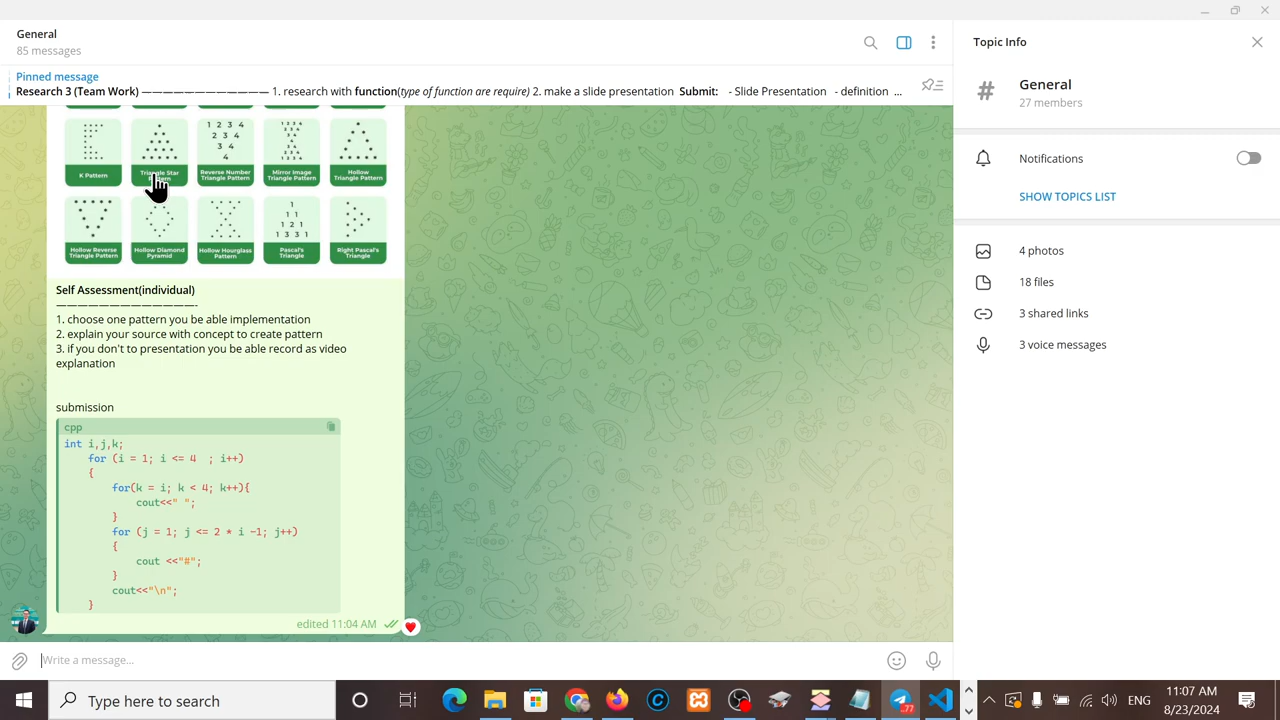 General
85 messages
Pinned message
Research 3 (Team Work) ———————————— 1. research with function(type of function are require) 2. make a slide presentation Submit: - Slide Presentation - definition ...
Topic Info
General
27 members
Notifications
SHOW TOPICS LIST
4 photos
18 files
3 shared links
3 voice messages
1 2 3 4
2 3 4
3 4
4
K Pattern
Triangle Star
Reverse Number
Triangle Pattern
Mirror Image
Triangle Pattern
Hollow
Triangle Pattern
1
1 1
1 2 1
1 3 3 1
Hollow Reverse
Triangle Pattern
Hollow Diamond
Pyramid
Hollow Hourglass
Pattern
Pascal's
Triangle
Right Pascal's
Triangle
Self Assessment(individual)
—————————————-
1. choose one pattern you be able implementation
2. explain your source with concept to create pattern
3. if you don't to presentation you be able record as video
explanation
submission
cpp
int i,j,k;
for (i = 1; i <= 4  ; i++)
{
for(k = i; k < 4; k++){
cout<<" ";
}
for (j = 1; j <= 2 * i -1; j++)
{
cout <<"#";
}
cout<<"\n";
}
edited 11:04 AM
Write a message...
Type here to search
77
ENG
11:07 AM
8/23/2024